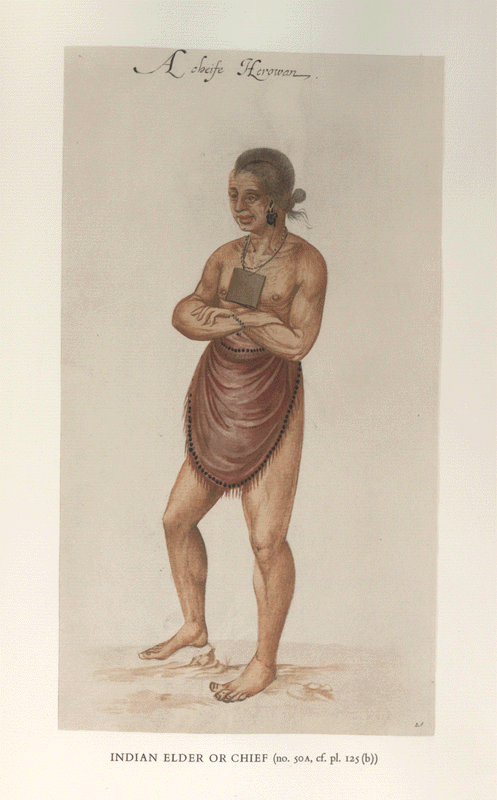 A cheife Herowan.
INDIAN ELDER OR CHIEF (no. 50A, cf. pl. 125 (b))